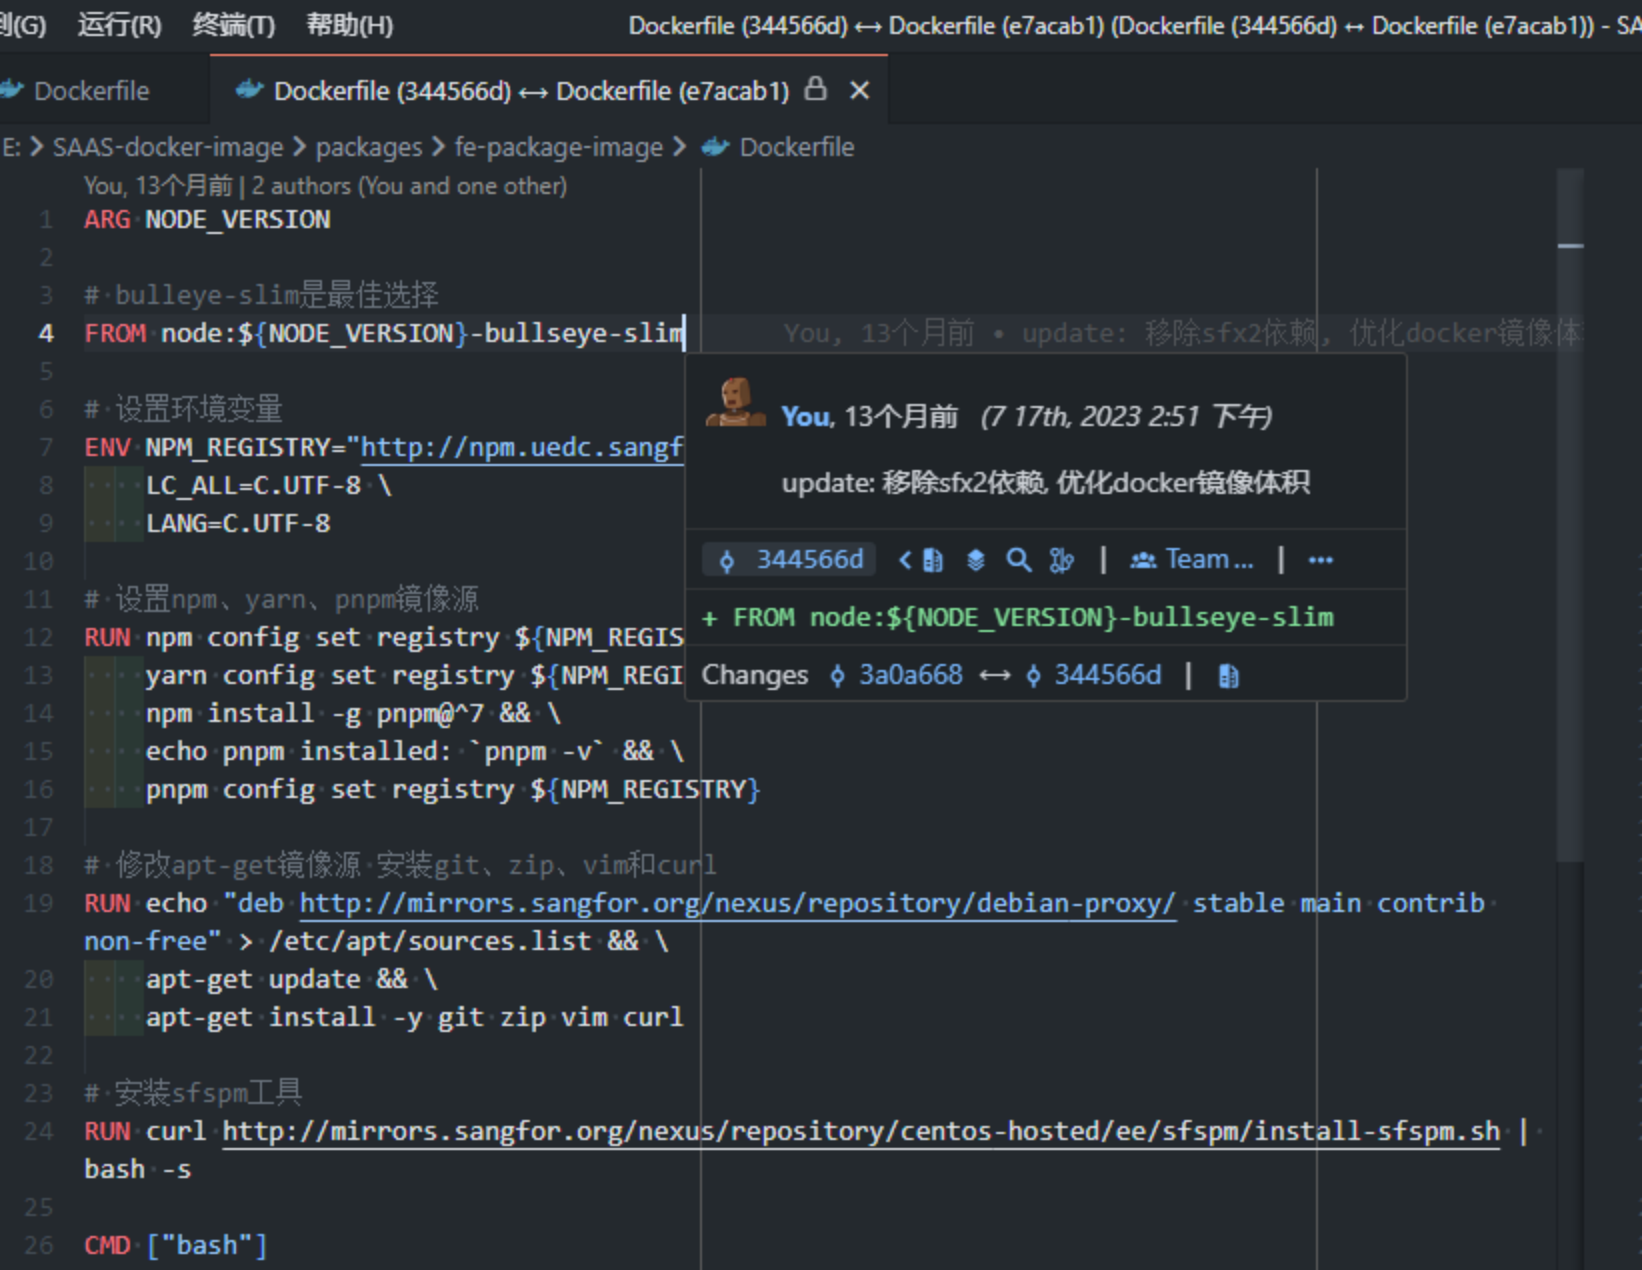 到(G) 运行(R) 终端(T) 帮助(H) Dockerfile (344566d) ↔ Dockerfile (e7acab1) (Dockerfile (344566d) ↔ Dockerfile (e7acab1)) - SA
Dockerfile Dockerfile (344566d) ↔ Dockerfile (e7acab1)
E: > SAAS-docker-image > packages > fe-package-image > Dockerfile
You, 13个月前 | 2 authors (You and one other)
1 ARG NODE_VERSION
2
3 # bulleye-slim是最佳选择
4 FROM node:${NODE_VERSION}-bullseye-slim You, 13个月前 • update: 移除sfx2依赖, 优化docker镜像体
5
6 # 设置环境变量
7 ENV NPM_REGISTRY="http://npm.uedc.sangf
8 LC_ALL=C.UTF-8 \
9 LANG=C.UTF-8
10
11 # 设置npm、yarn、pnpm镜像源
12 RUN npm config set registry ${NPM_REGIS
13 yarn config set registry ${NPM_REGI
14 npm install -g pnpm@^7 && \
15 echo pnpm installed: `pnpm -v` && \
16 pnpm config set registry ${NPM_REGISTRY}
17
18 # 修改apt-get镜像源 安装git、zip、vim和curl
19 RUN echo "deb http://mirrors.sangfor.org/nexus/repository/debian-proxy/ stable main contrib
non-free" > /etc/apt/sources.list && \
20 apt-get update && \
21 apt-get install -y git zip vim curl
22
23 # 安装sfspm工具
24 RUN curl http://mirrors.sangfor.org/nexus/repository/centos-hosted/ee/sfspm/install-sfspm.sh |
bash -s
25
26 CMD ["bash"]
You, 13个月前 (7 17th, 2023 2:51 下午)
update: 移除sfx2依赖, 优化docker镜像体积
344566d | Team... | ...
+ FROM node:${NODE_VERSION}-bullseye-slim
Changes 3a0a668 ↔ 344566d |